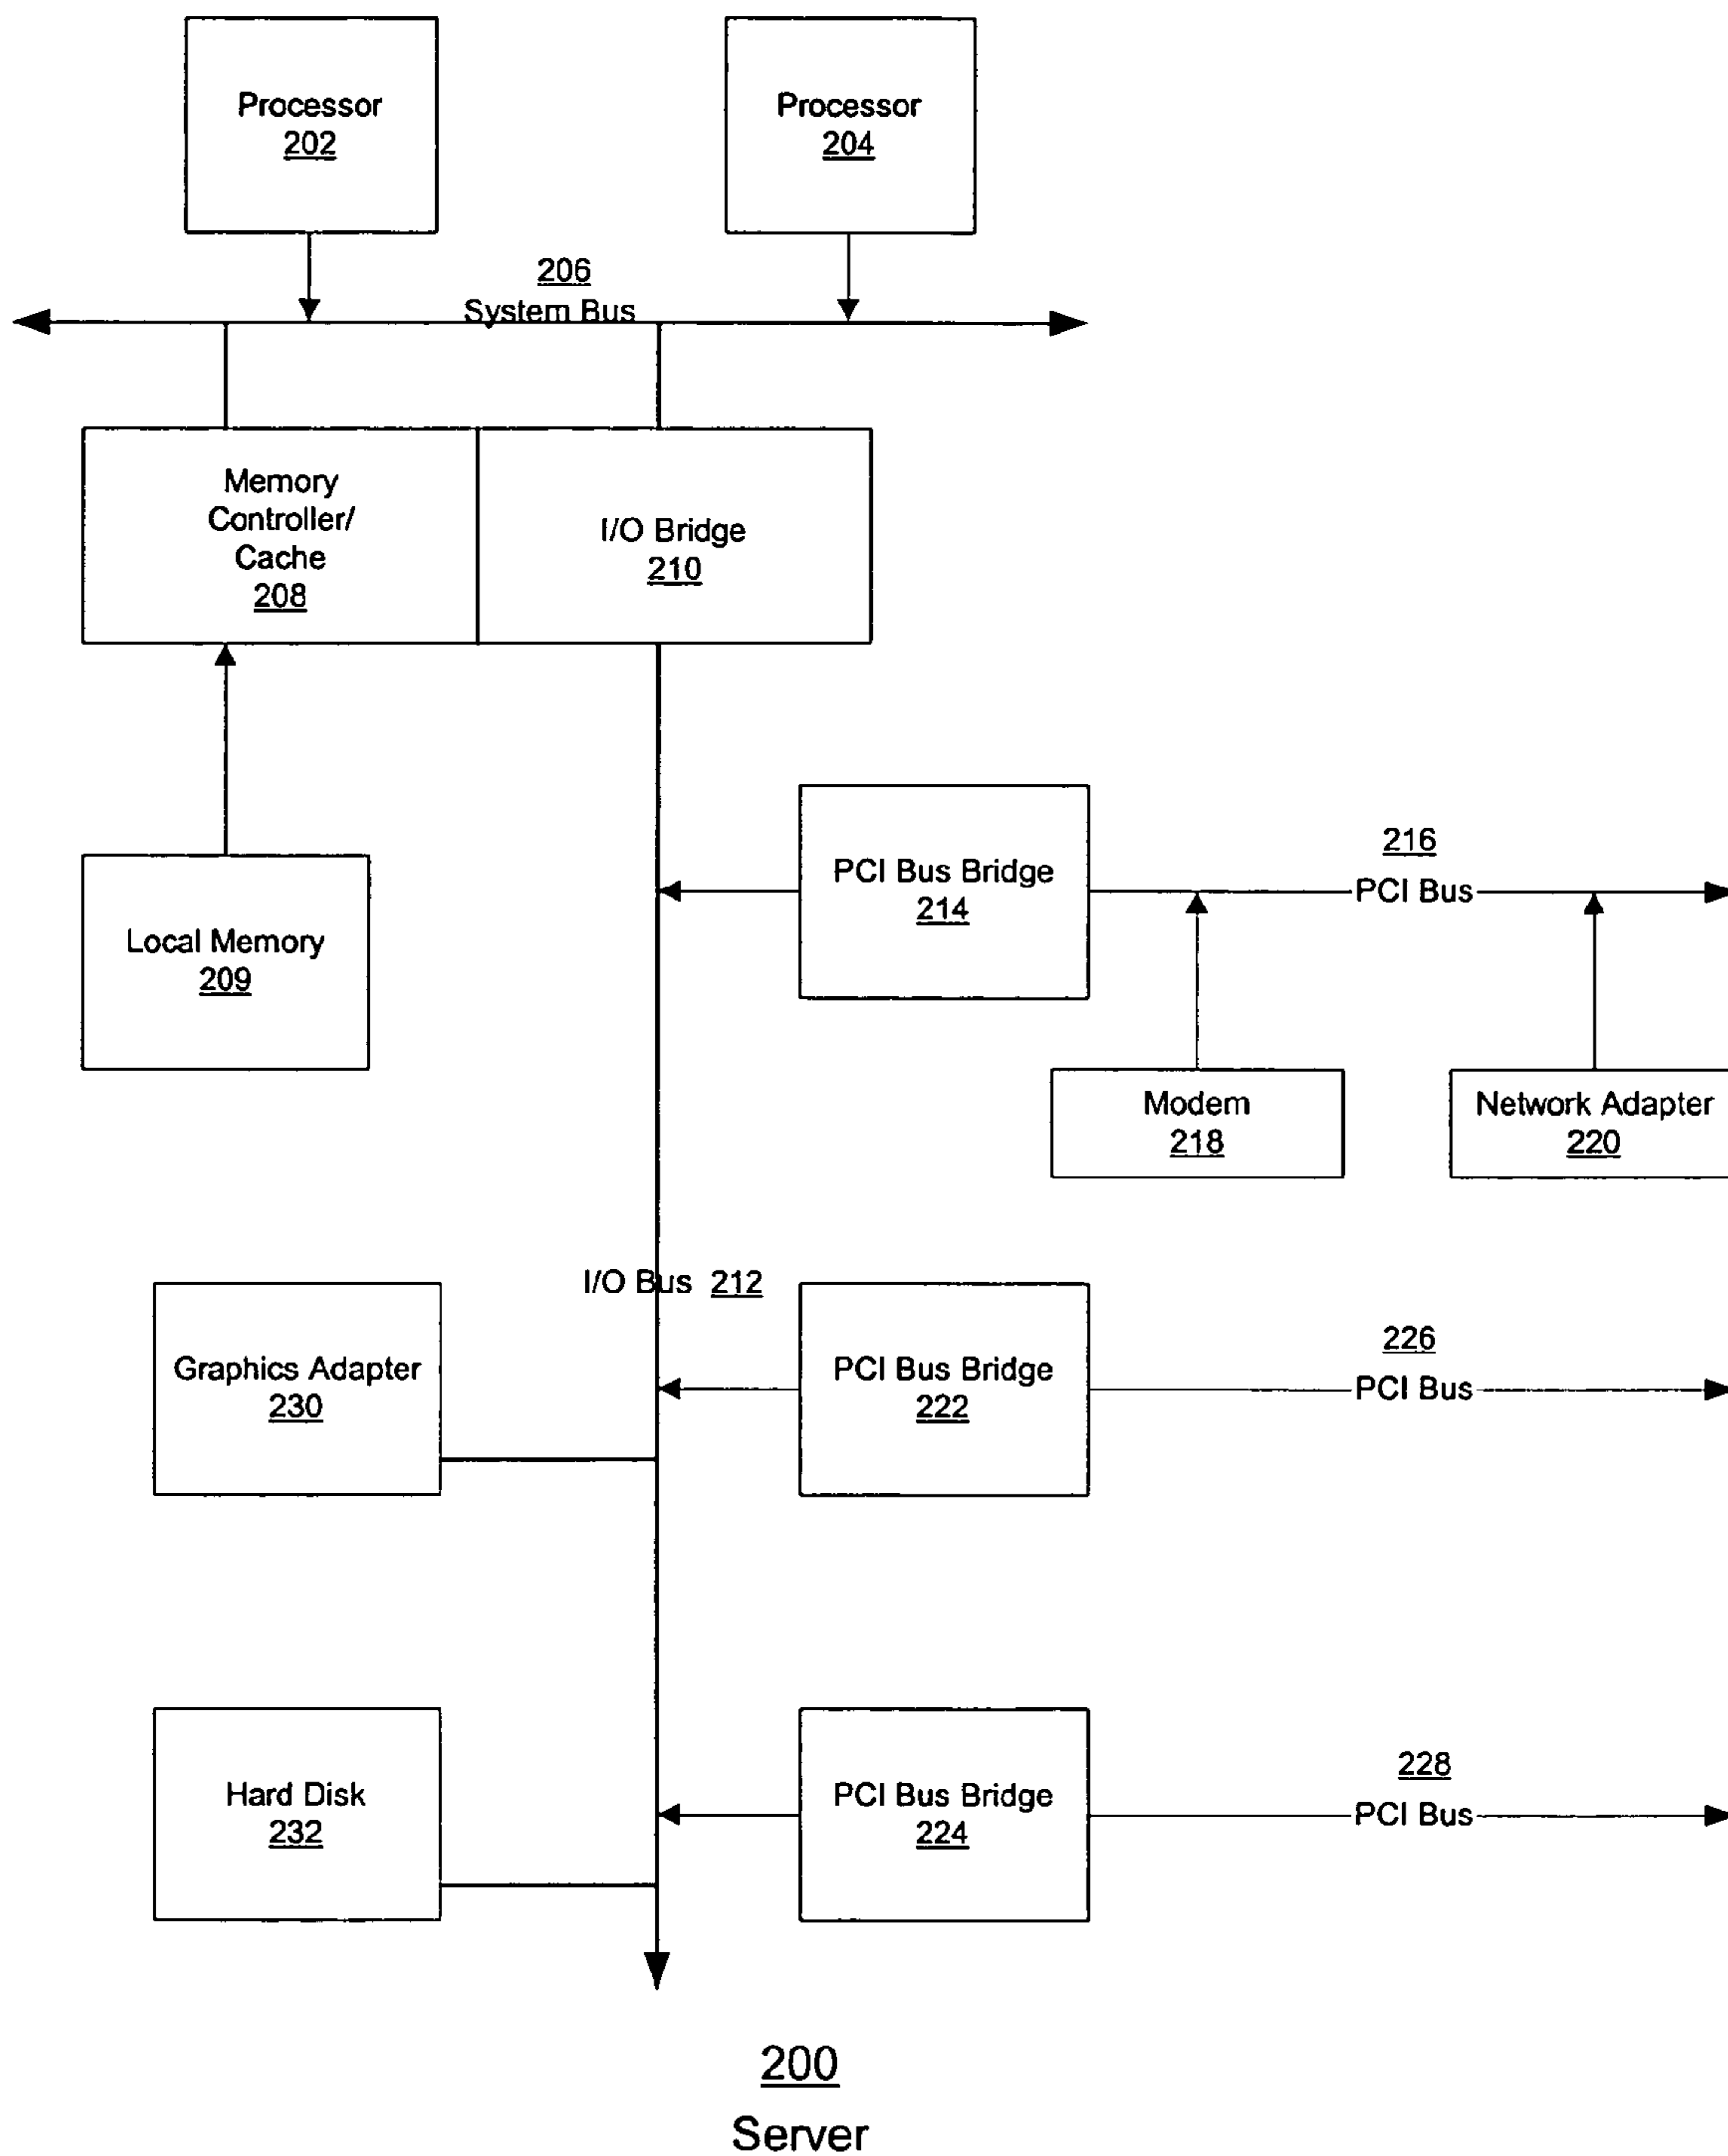 Processor
202
Processor
204
206
System Bus
Memory
Controller/
Cache
208
I/O Bridge
210
PCI Bus Bridge
214
216
PCI Bus
Local Memory
209
Modem
218
Network Adapter
220
I/O Bus 212
Graphics Adapter
230
PCI Bus Bridge
222
226
PCI Bus
Hard Disk
232
PCI Bus Bridge
224
228
PCI Bus
200
Server